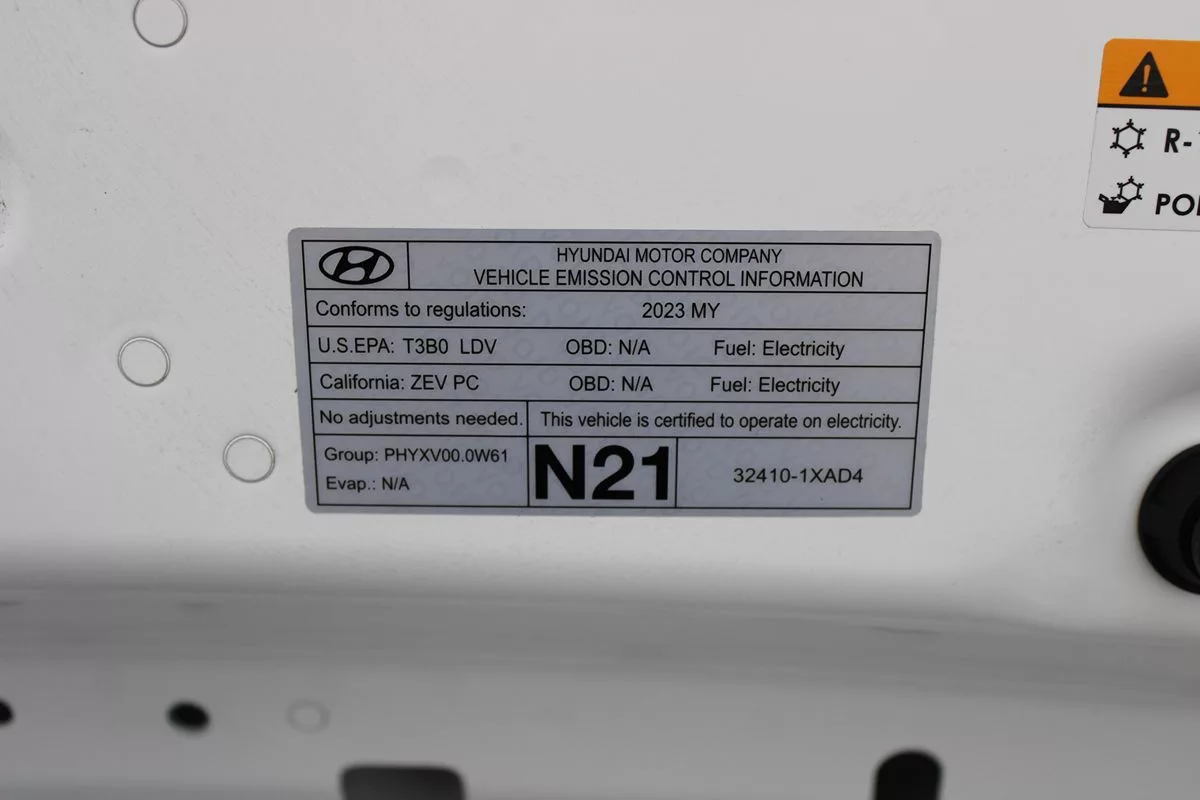 HYUNDAI MOTOR COMPANY
VEHICLE EMISSION CONTROL INFORMATION
Conforms to regulations: 2023 MY
U.S.EPA: T3B0 LDV OBD: N/A Fuel: Electricity
California: ZEV PC OBD: N/A Fuel: Electricity
No adjustments needed. This vehicle is certified to operate on electricity.
Group: PHYXV00.0W61
Evap.: N/A
N21
32410-1XAD4
R-